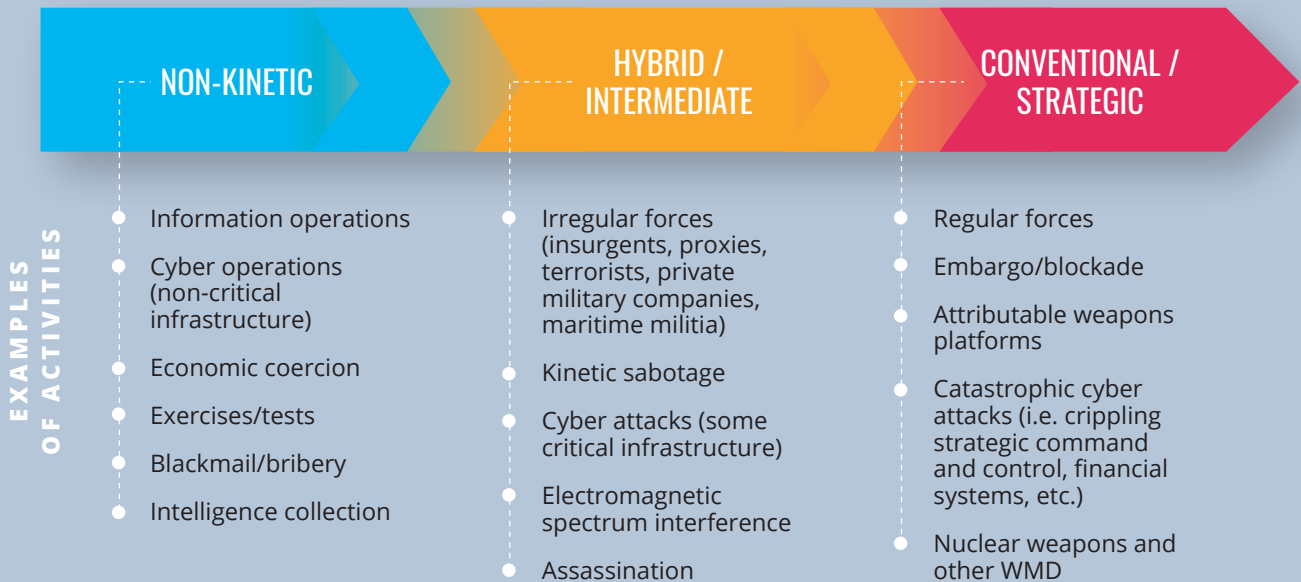 NON-KINETIC
HYBRID /
INTERMEDIATE
CONVENTIONAL /
STRATEGIC
EXAMPLES
OF ACTIVITIES
Information operations
Cyber operations
(non-critical
infrastructure)
Economic coercion
Exercises/tests
Blackmail/bribery
Intelligence collection
Irregular forces
(insurgents, proxies,
terrorists, private
military companies,
maritime militia)
Kinetic sabotage
Cyber attacks (some
critical infrastructure)
Electromagnetic
spectrum interference
Assassination
Regular forces
Embargo/blockade
Attributable weapons
platforms
Catastrophic cyber
attacks (i.e. crippling
strategic command
and control, financial
systems, etc.)
Nuclear weapons and
other WMD